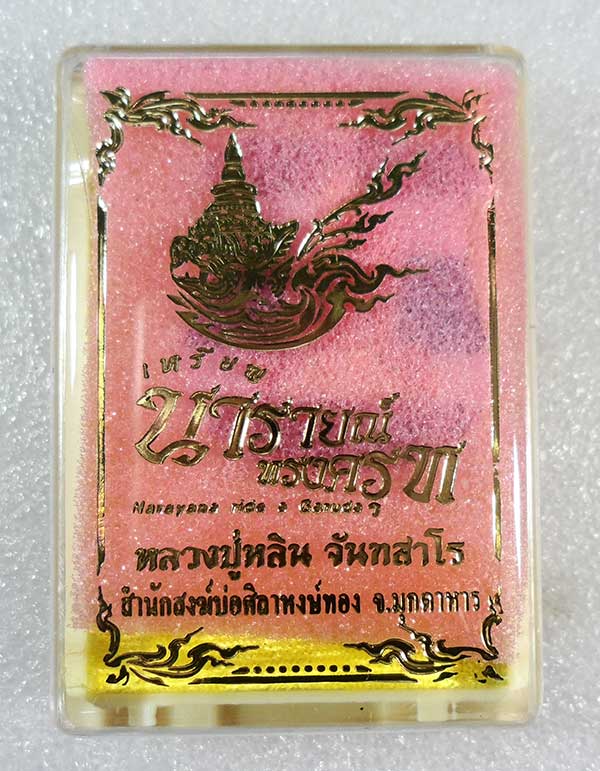 เหรียญ
นารายณ์
ทรงครุฑ
Narayana ride a Garuda
หลวงปู่หลิน จันทสาโร
สำนักสงฆ์บ่อศิลาพงษ์ทอง จ.มุกดาหาร